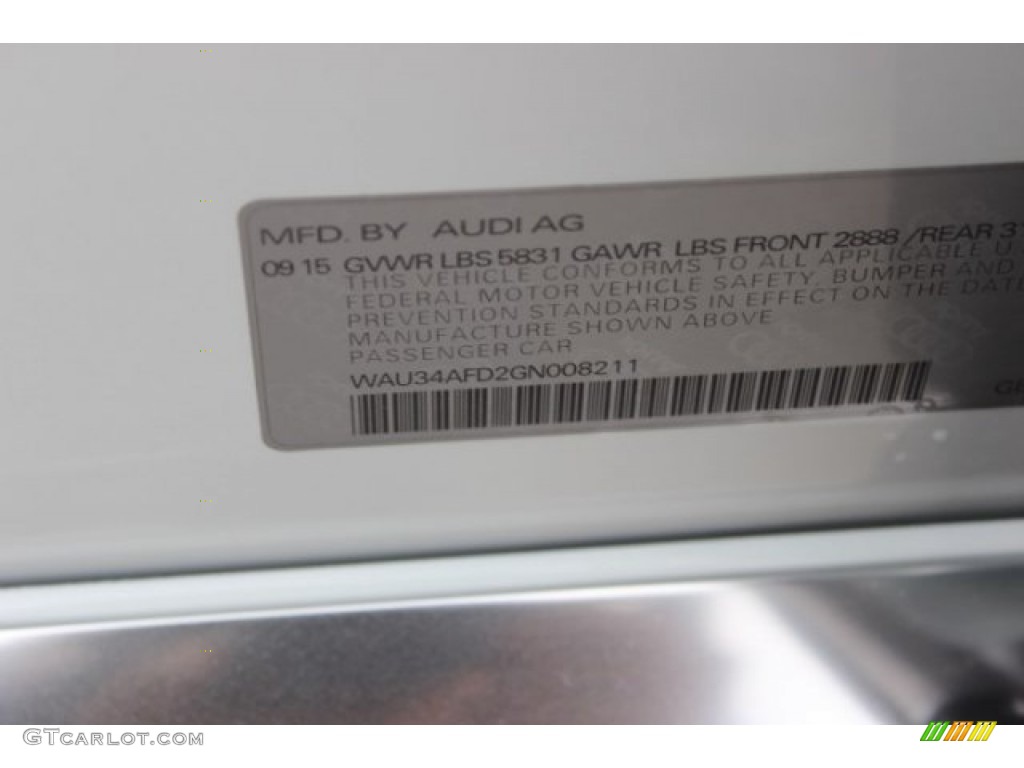 MFD. BY AUDI AG
09 15 GVWR LBS 5831 GAWR LBS FRONT 2888 /REAR 31
THIS VEHICLE CONFORMS TO ALL APPLICABLE U
FEDERAL MOTOR VEHICLE SAFETY, BUMPER AND
PREVENTION STANDARDS IN EFFECT ON THE DATE
MANUFACTURE SHOWN ABOVE
PASSENGER CAR
WAU34AFD2GN008211
GTCarLot.com